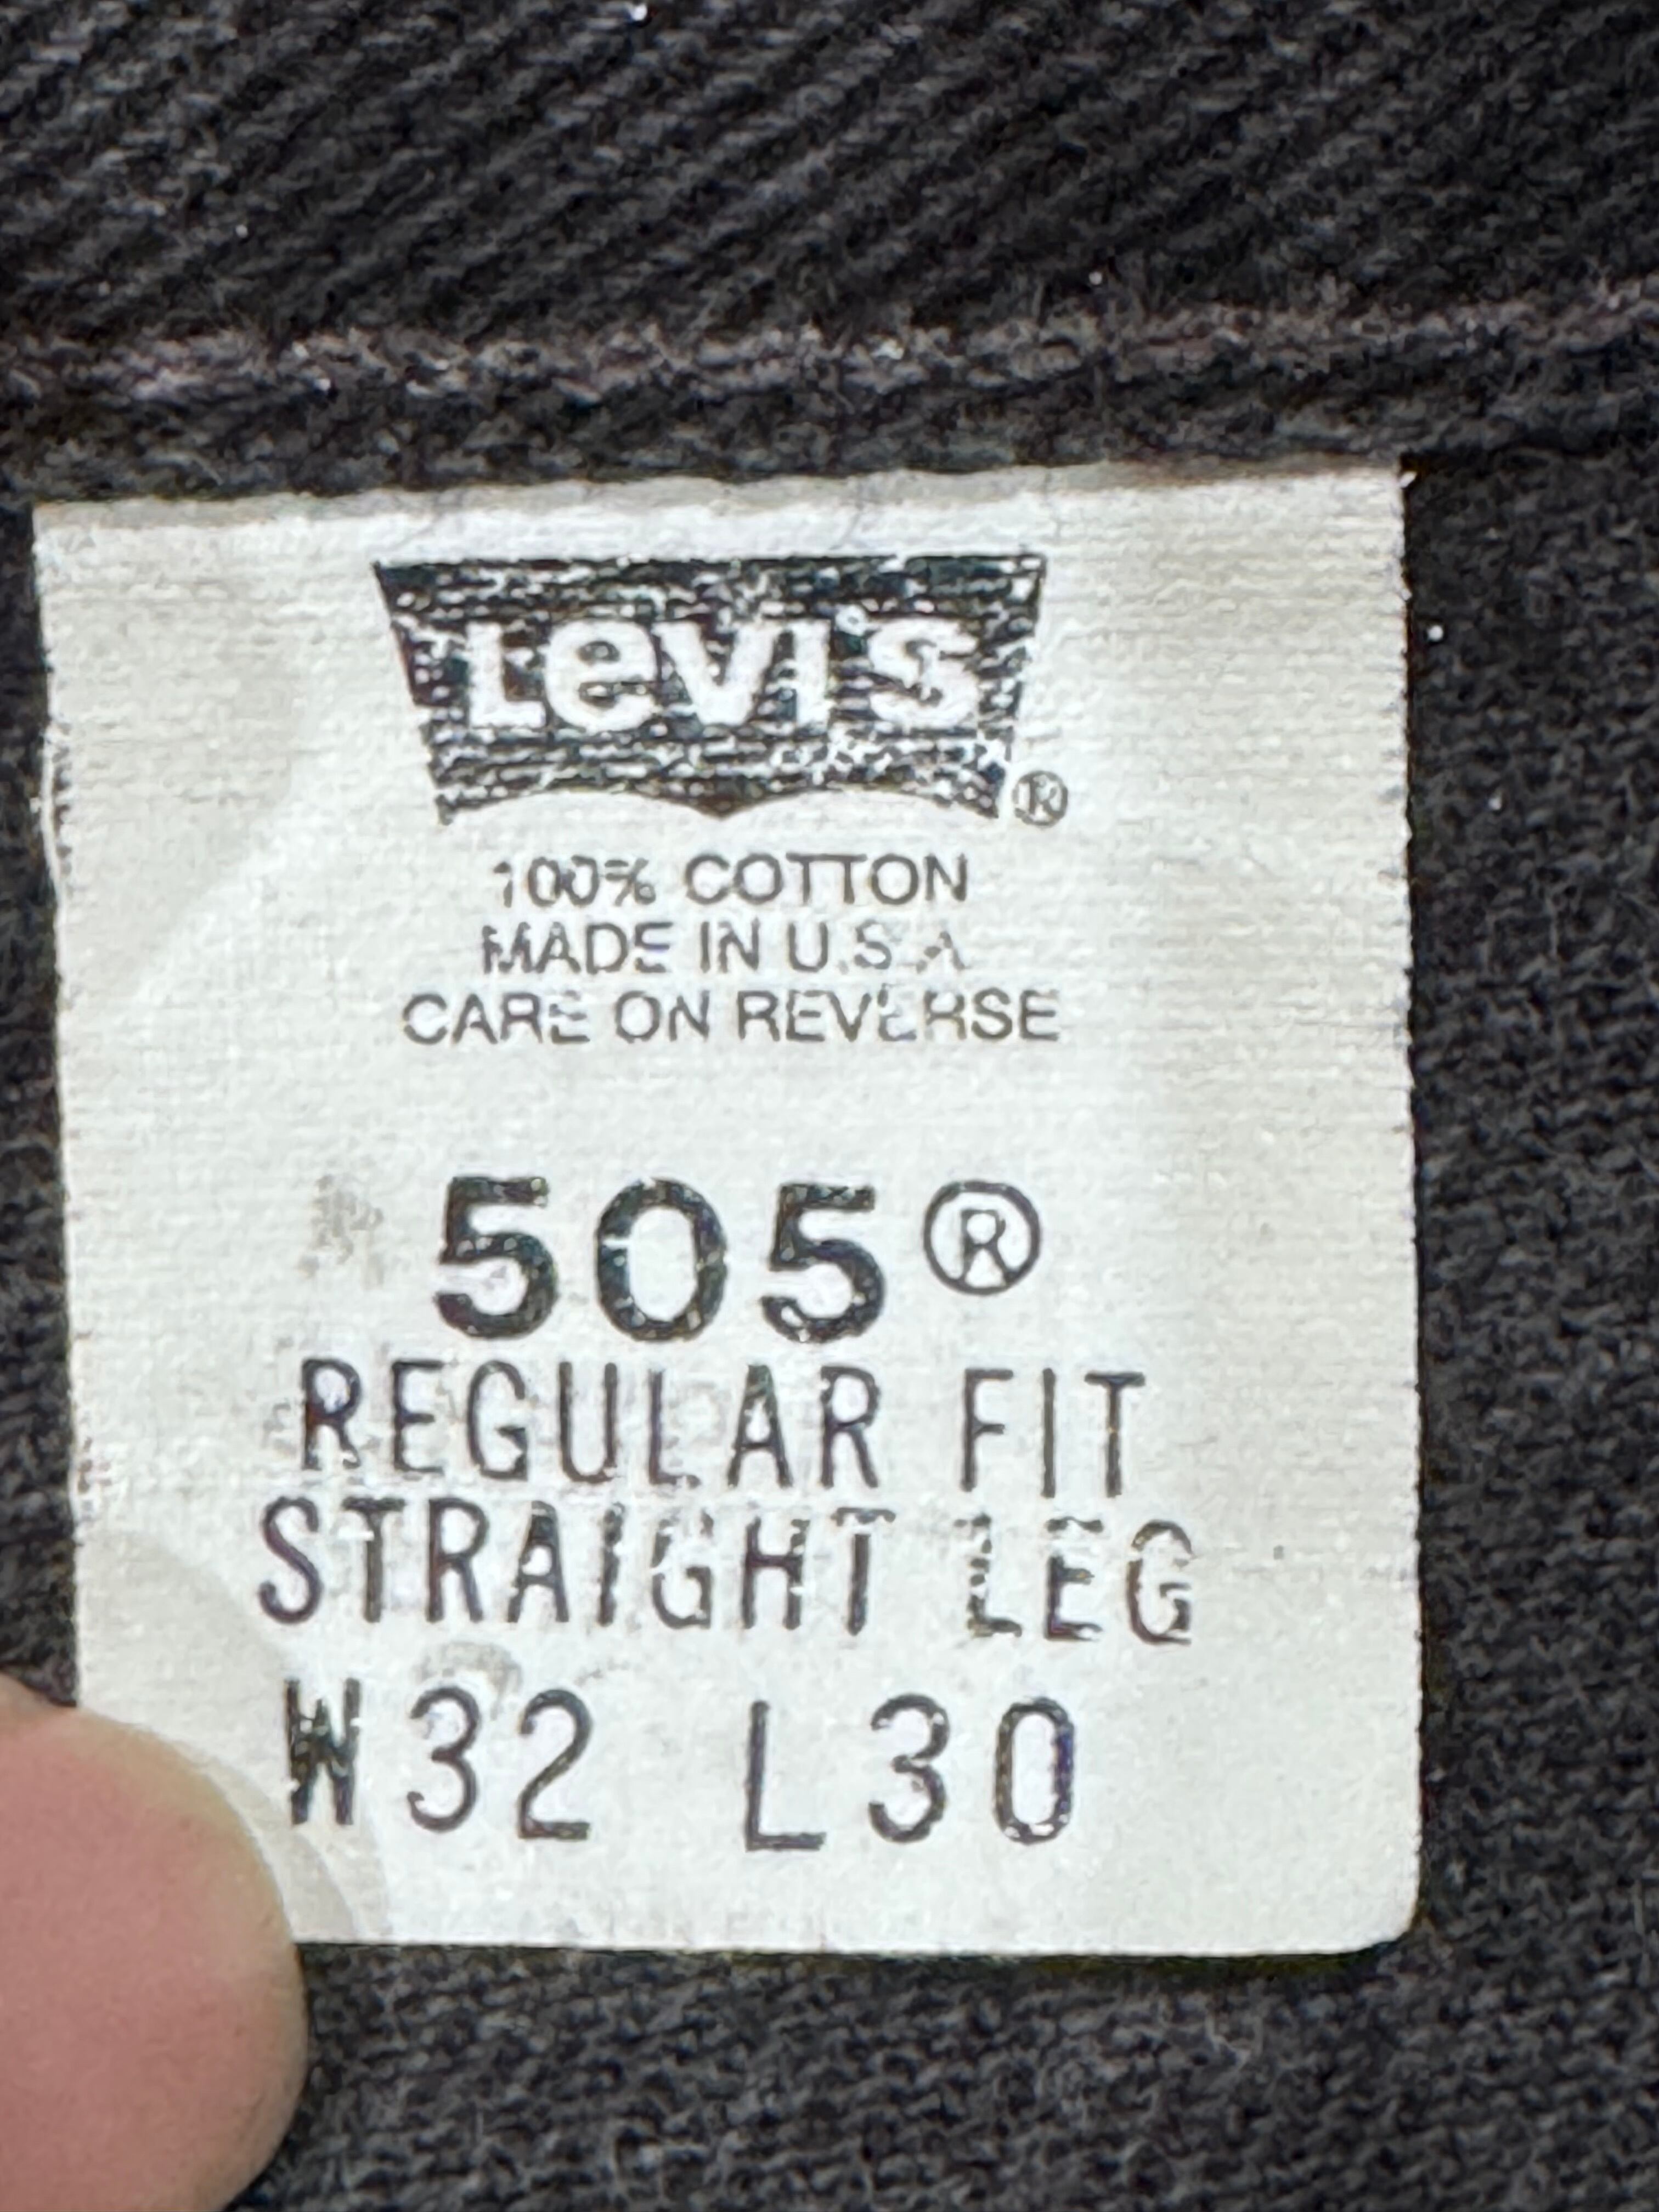 Levi's ®
100% COTTON
MADE IN U.S.A
CARE ON REVERSE
505®
REGULAR FIT
STRAIGHT LEG
W32 L30